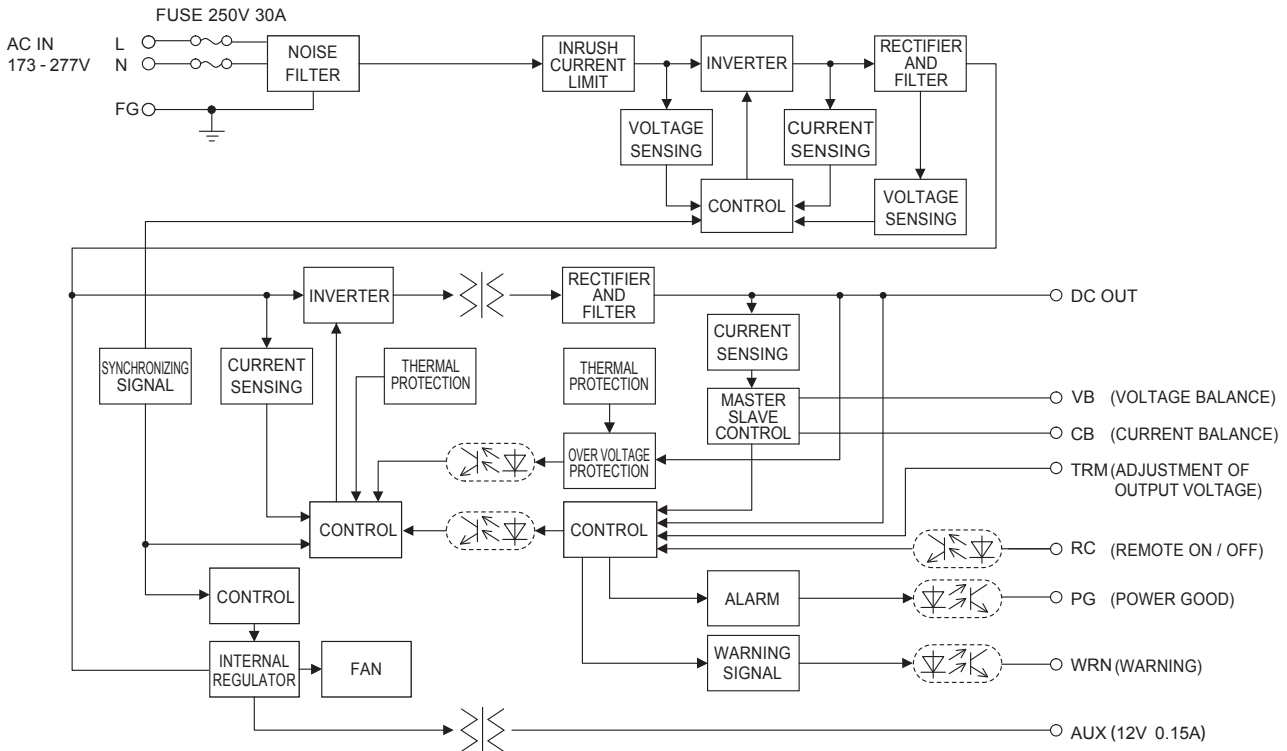 FUSE 250V 30A
AC IN
173 - 277V
L
N
FG
NOISE
FILTER
INRUSH
CURRENT
LIMIT
INVERTER
RECTIFIER
AND
FILTER
VOLTAGE
SENSING
CURRENT
SENSING
CONTROL
VOLTAGE
SENSING
INVERTER
RECTIFIER
AND
FILTER
DC OUT
SYNCHRONIZING
SIGNAL
CURRENT
SENSING
THERMAL
PROTECTION
THERMAL
PROTECTION
CURRENT
SENSING
MASTER
SLAVE
CONTROL
VB (VOLTAGE BALANCE)
CB (CURRENT BALANCE)
OVER VOLTAGE
PROTECTION
TRM (ADJUSTMENT OF
OUTPUT VOLTAGE)
CONTROL
CONTROL
RC (REMOTE ON / OFF)
CONTROL
ALARM
PG (POWER GOOD)
INTERNAL
REGULATOR
FAN
WARNING
SIGNAL
WRN (WARNING)
AUX (12V 0.15A)